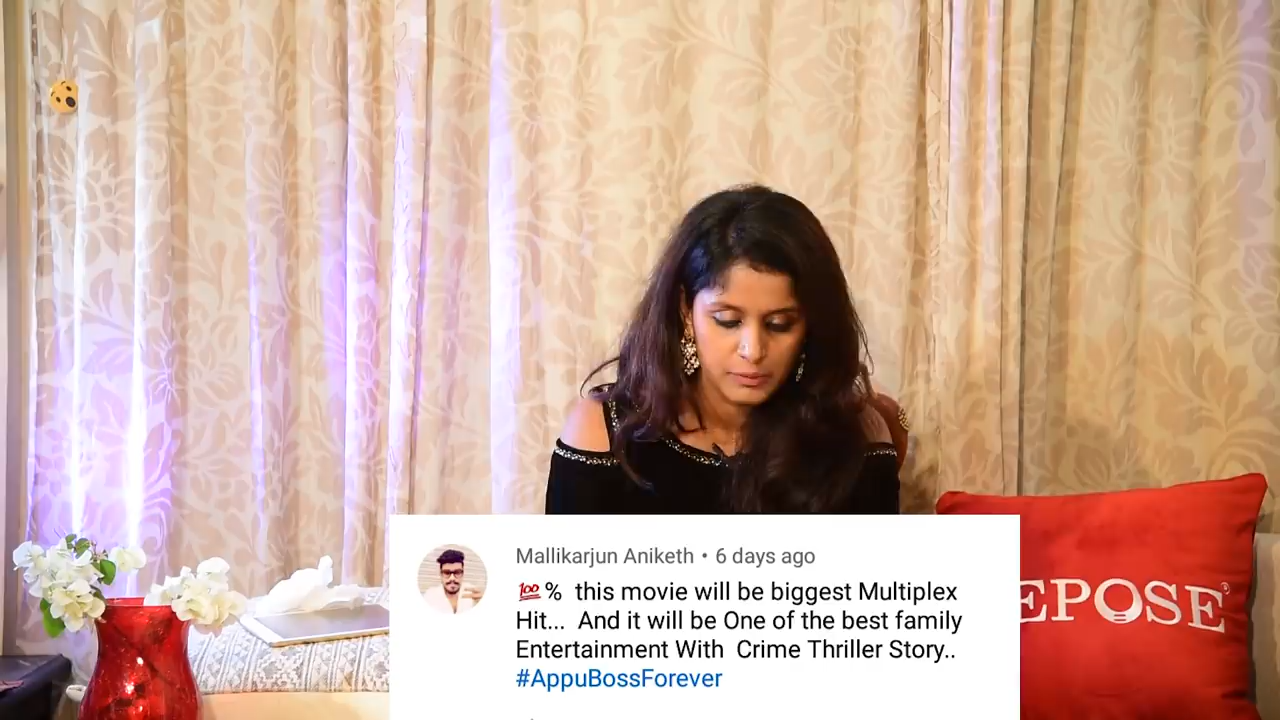 Mallikarjun Aniketh • 6 days ago
💯% this movie will be biggest Multiplex
Hit... And it will be One of the best family
Entertainment With Crime Thriller Story..
#AppuBossForever
EPOSE®